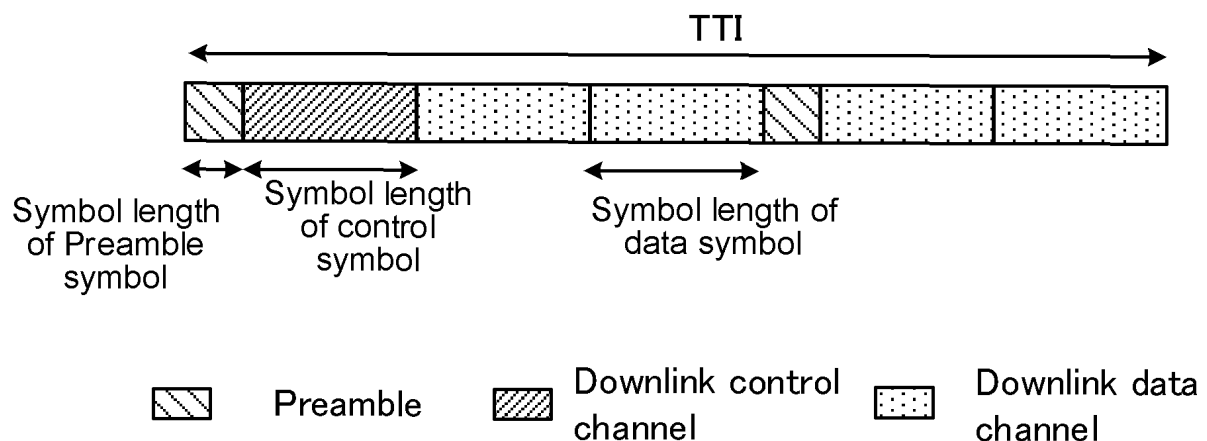 TTI
Symbol length
of Preamble
symbol
Symbol length
of control
symbol
Symbol length of
data symbol
Preamble
Downlink control
channel
Downlink data
channel